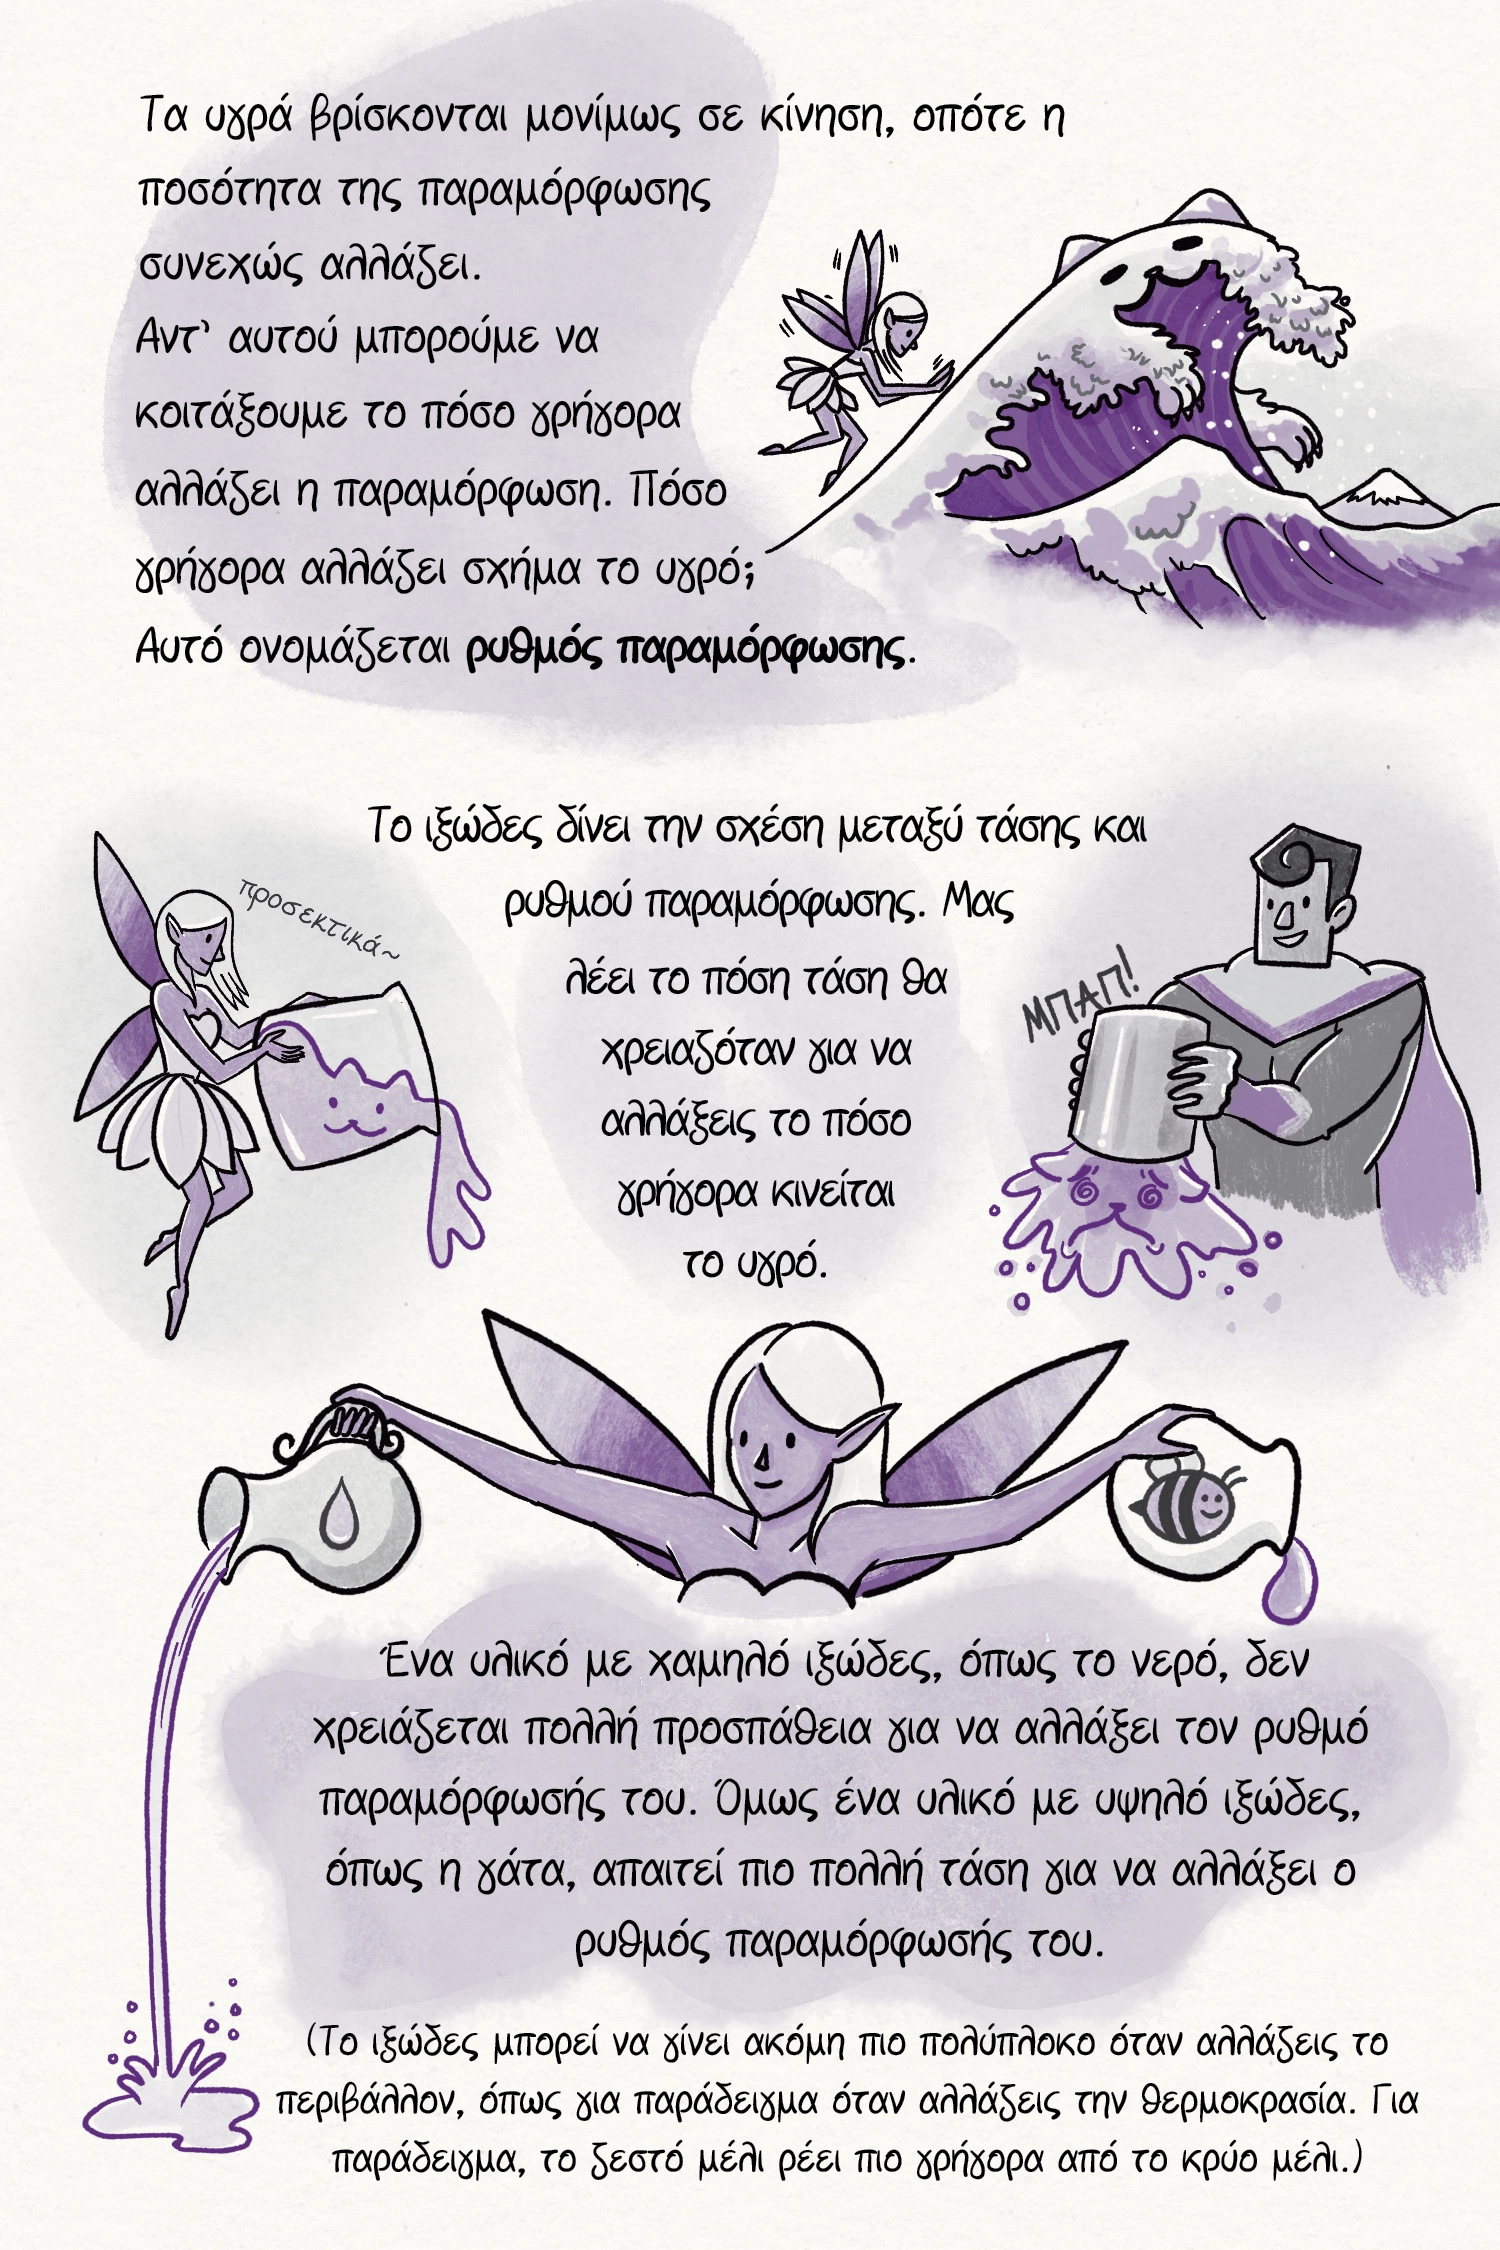 Τα υγρά βρίσκονται μονίμως σε κίνηση, οπότε η
ποσότητα της παραμόρφωσης
συνεχώς αλλάζει.
Αντ' αυτού μπορούμε να
κοιτάξουμε το πόσο γρήγορα
αλλάζει η παραμόρφωση. Πόσο
γρήγορα αλλάζει σχήμα το υγρό;
Αυτό ονομάζεται ρυθμός παραμόρφωσης.
Το ιξώδες δίνει την σχέση μεταξύ τάσης και
ρυθμού παραμόρφωσης. Μας
λέει το πόση τάση θα
χρειαζόταν για να
αλλάξεις το πόσο
γρήγορα κινείται
το υγρό.
προσεκτικά~
ΜΠΑΠ!
Ένα υλικό με χαμηλό ιξώδες, όπως το νερό, δεν
χρειάζεται πολλή προσπάθεια για να αλλάξει τον ρυθμό
παραμόρφωσής του. Όμως ένα υλικό με υψηλό ιξώδες,
όπως η γάτα, απαιτεί πιο πολλή τάση για να αλλάξει ο
ρυθμός παραμόρφωσής του.
(Το ιξώδες μπορεί να γίνει ακόμη πιο πολύπλοκο όταν αλλάζεις το
περιβάλλον, όπως για παράδειγμα όταν αλλάζεις την θερμοκρασία. Για
παράδειγμα, το ζεστό μέλι ρέει πιο γρήγορα από το κρύο μέλι.)